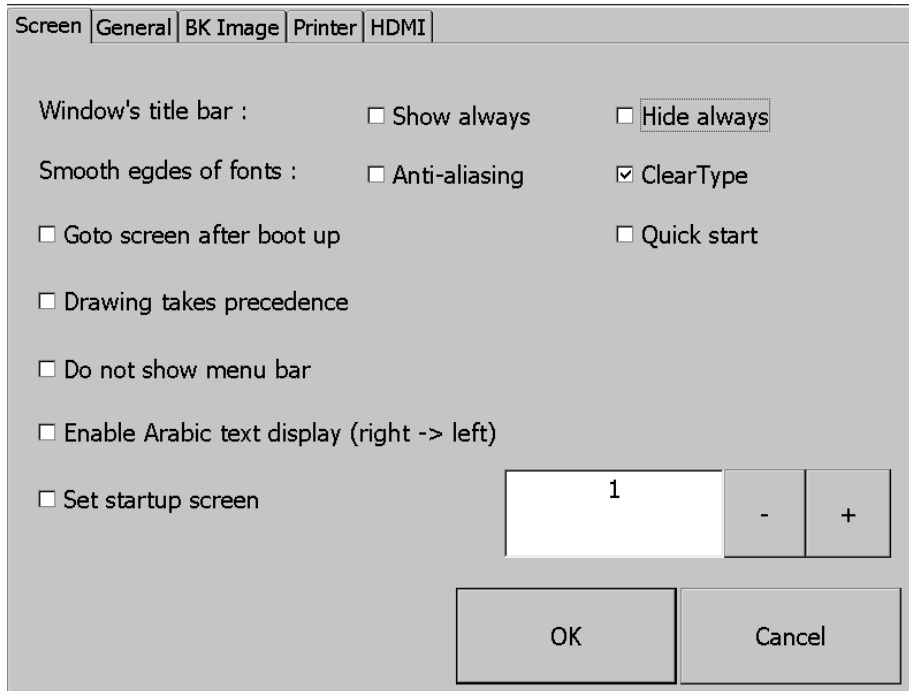 Screen General BK Image Printer HDMI
Window's title bar : Show always Hide always
Smooth egdes of fonts : Anti-aliasing ClearType
Goto screen after boot up Quick start
Drawing takes precedence
Do not show menu bar
Enable Arabic text display (right -> left)
Set startup screen 1 - +
OK Cancel